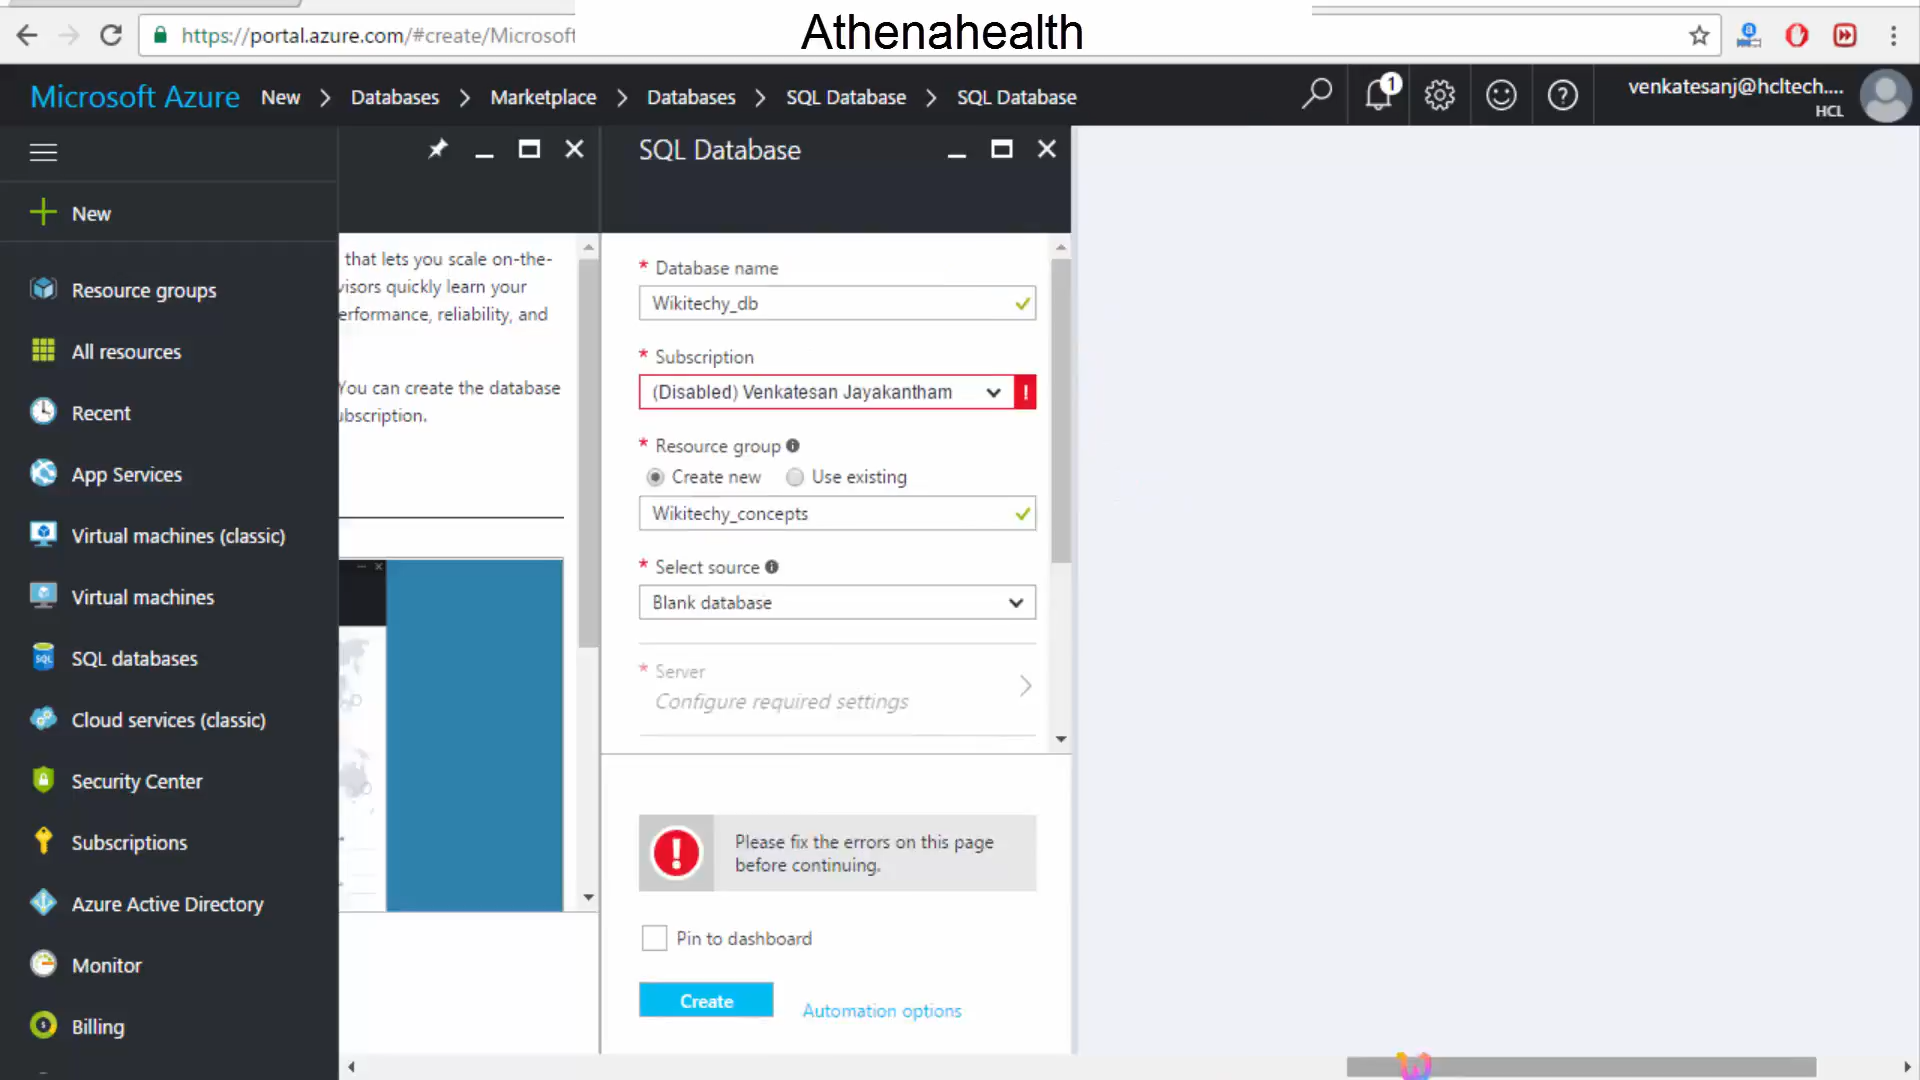 Athenahealth
https://portal.azure.com/#create/Microsoft
Microsoft Azure New Databases Marketplace Databases SQL Database SQL Database
1
venkatesanj@hcltech....
HCL
New
Resource groups
All resources
Recent
App Services
Virtual machines (classic)
Virtual machines
SQL databases
Cloud services (classic)
Security Center
Subscriptions
Azure Active Directory
Monitor
Billing
that lets you scale on-the-
visors quickly learn your
erformance, reliability, and
You can create the database
ubscription.
SQL Database
* Database name
Wikitechy_db
* Subscription
(Disabled) Venkatesan Jayakantham
!
* Resource group
Create new Use existing
Wikitechy_concepts
* Select source
Blank database
* Server
Configure required settings
Please fix the errors on this page
before continuing.
Pin to dashboard
Create
Automation options